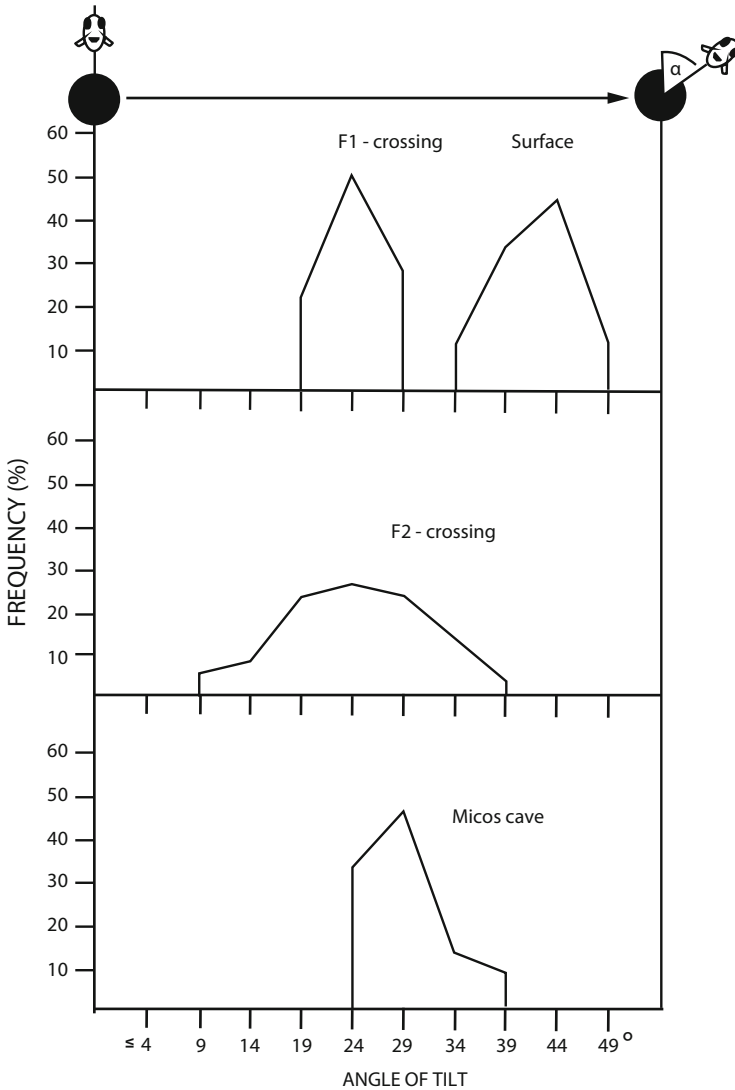 α
60
F1 - crossing Surface
50
40
30
20
10
60
50
F2 - crossing
40
30
20
10
FREQUENCY (%)
60
50
Micos cave
40
30
20
10
≤ 4 9 14 19 24 29 34 39 44 49 o
ANGLE OF TILT